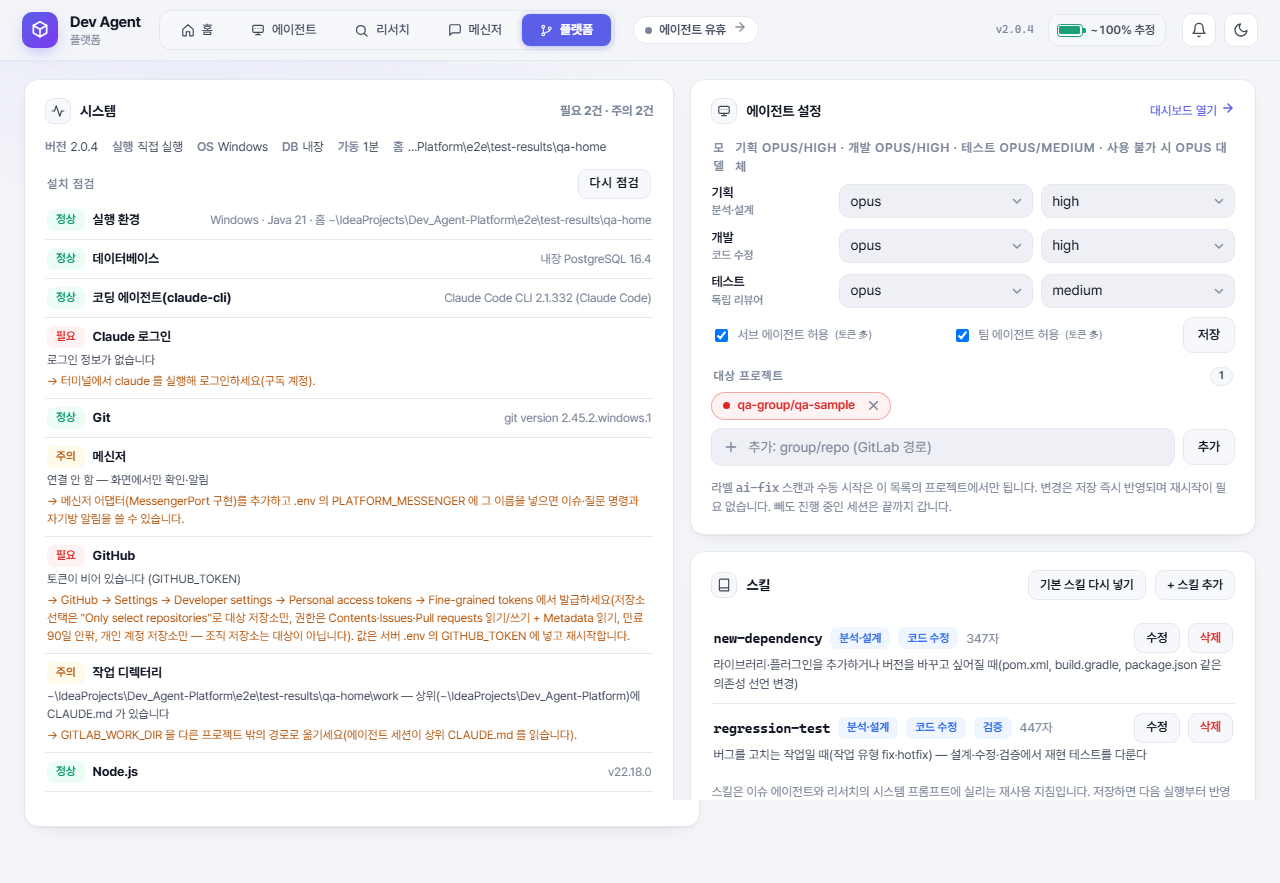 Dev Agent
플랫폼
홈
에이전트
리서치
메신저
플랫폼
에이전트 유휴 →
v2.0.4
~100% 추정
시스템
필요 2건 · 주의 2건
버전 2.0.4 실행 직접 실행 OS Windows DB 내장 가동 1분 홈 ...Platform\e2e\test-results\qa-home
설치 점검
다시 점검
정상 실행 환경 Windows · Java 21 · 홈 ~\IdeaProjects\Dev_Agent-Platform\e2e\test-results\qa-home
정상 데이터베이스 내장 PostgreSQL 16.4
정상 코딩 에이전트(claude-cli) Claude Code CLI 2.1.332 (Claude Code)
필요 Claude 로그인
로그인 정보가 없습니다
→ 터미널에서 claude 를 실행해 로그인하세요(구독 계정).
정상 Git git version 2.45.2.windows.1
주의 메신저
연결 안 함 — 화면에서만 확인·알림
→ 메신저 어댑터(MessengerPort 구현)를 추가하고 .env 의 PLATFORM_MESSENGER 에 그 이름을 넣으면 이슈·질문 명령과
자기방 알림을 쓸 수 있습니다.
필요 GitHub
토큰이 비어 있습니다 (GITHUB_TOKEN)
→ GitHub → Settings → Developer settings → Personal access tokens → Fine-grained tokens 에서 발급하세요(저장소
선택은 "Only select repositories"로 대상 저장소만, 권한은 Contents·Issues·Pull requests 읽기/쓰기 + Metadata 읽기, 만료
90일 안팎, 개인 계정 저장소만 — 조직 저장소는 대상이 아닙니다). 값은 서버 .env 의 GITHUB_TOKEN 에 넣고 재시작합니다.
주의 작업 디렉터리
~\IdeaProjects\Dev_Agent-Platform\e2e\test-results\qa-home\work — 상위(~\IdeaProjects\Dev_Agent-Platform)에
CLAUDE.md 가 있습니다
→ GITLAB_WORK_DIR 을 다른 프로젝트 밖의 경로로 옮기세요(에이전트 세션이 상위 CLAUDE.md 를 읽습니다).
정상 Node.js v22.18.0
에이전트 설정
대시보드 열기 →
모델
기획 OPUS/HIGH · 개발 OPUS/HIGH · 테스트 OPUS/MEDIUM · 사용 불가 시 OPUS 대
체
기획
분석·설계
opus
high
개발
코드 수정
opus
high
테스트
독립 리뷰어
opus
medium
서브 에이전트 허용 (토큰 多)
팀 에이전트 허용 (토큰 多)
저장
대상 프로젝트
1
qa-group/qa-sample ×
+ 추가: group/repo (GitLab 경로)
추가
라벨 ai-fix 스캔과 수동 시작은 이 목록의 프로젝트에서만 됩니다. 변경은 저장 즉시 반영되며 재시작이 필
요 없습니다. 빼도 진행 중인 세션은 끝까지 갑니다.
스킬
기본 스킬 다시 넣기
+ 스킬 추가
new-dependency 분석·설계 코드 수정 347자 수정 삭제
라이브러리·플러그인을 추가하거나 버전을 바꾸고 싶어질 때(pom.xml, build.gradle, package.json 같은
의존성 선언 변경)
regression-test 분석·설계 코드 수정 검증 447자 수정 삭제
버그를 고치는 작업일 때(작업 유형 fix·hotfix) — 설계·수정·검증에서 재현 테스트를 다룬다
스킬은 이슈 에이전트와 리서치의 시스템 프롬프트에 실리는 재사용 지침입니다. 저장하면 다음 실행부터 반영